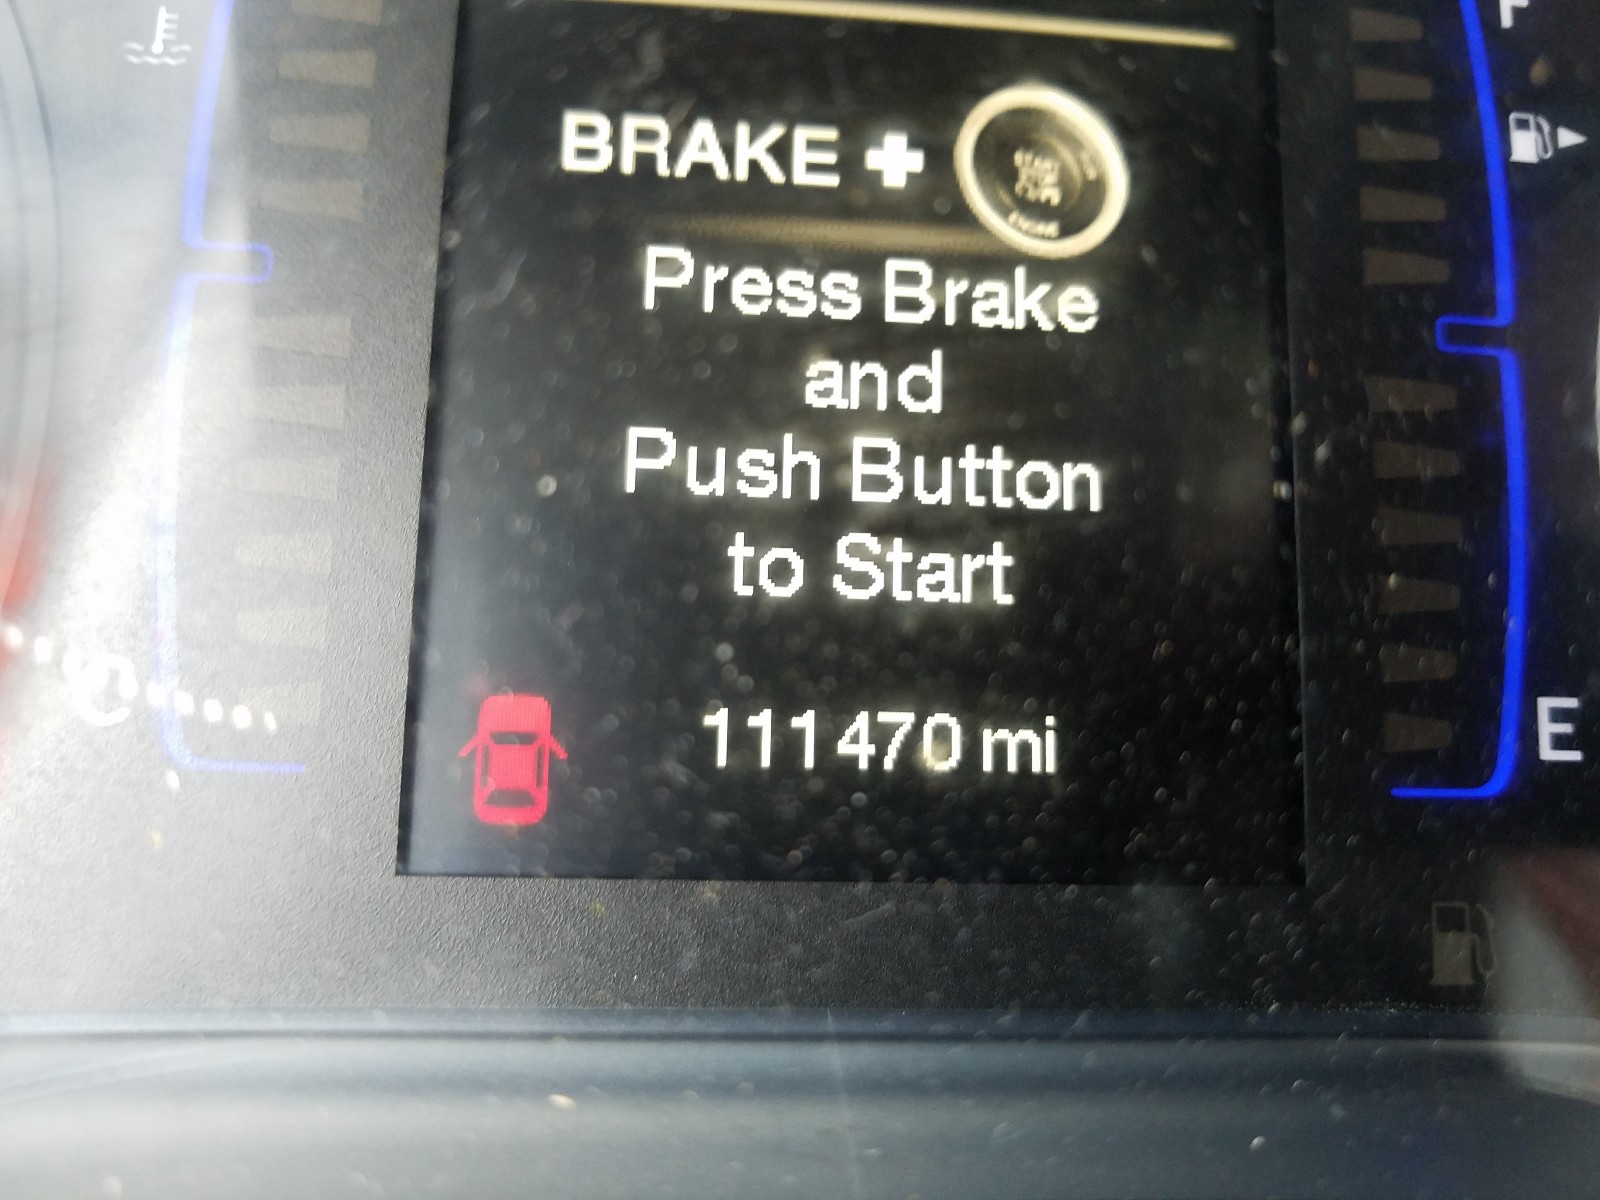 F
BRAKE +
Press Brake
and
Push Button
to Start
111470 mi
E